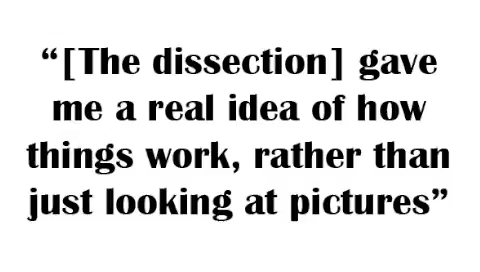 “[The dissection] gave
me a real idea of how
things work, rather than
just looking at pictures”